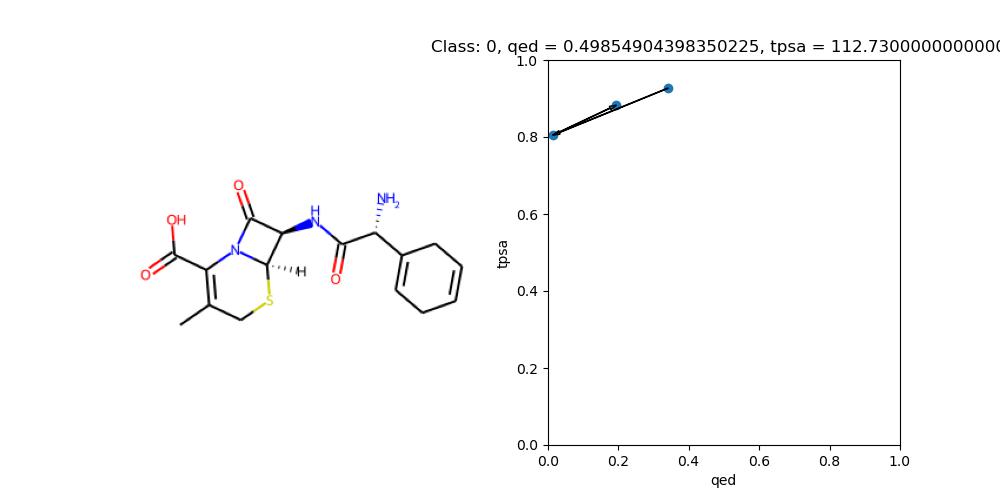 Class: 0, qed = 0.49854904398350225, tpsa = 112.7300000000000
1.0
0.8
0.6
0.4
0.2
0.0
tpsa
0.0 0.2 0.4 0.6 0.8 1.0
qed
O
OH
H
N
NH2
N
O
H
O
S